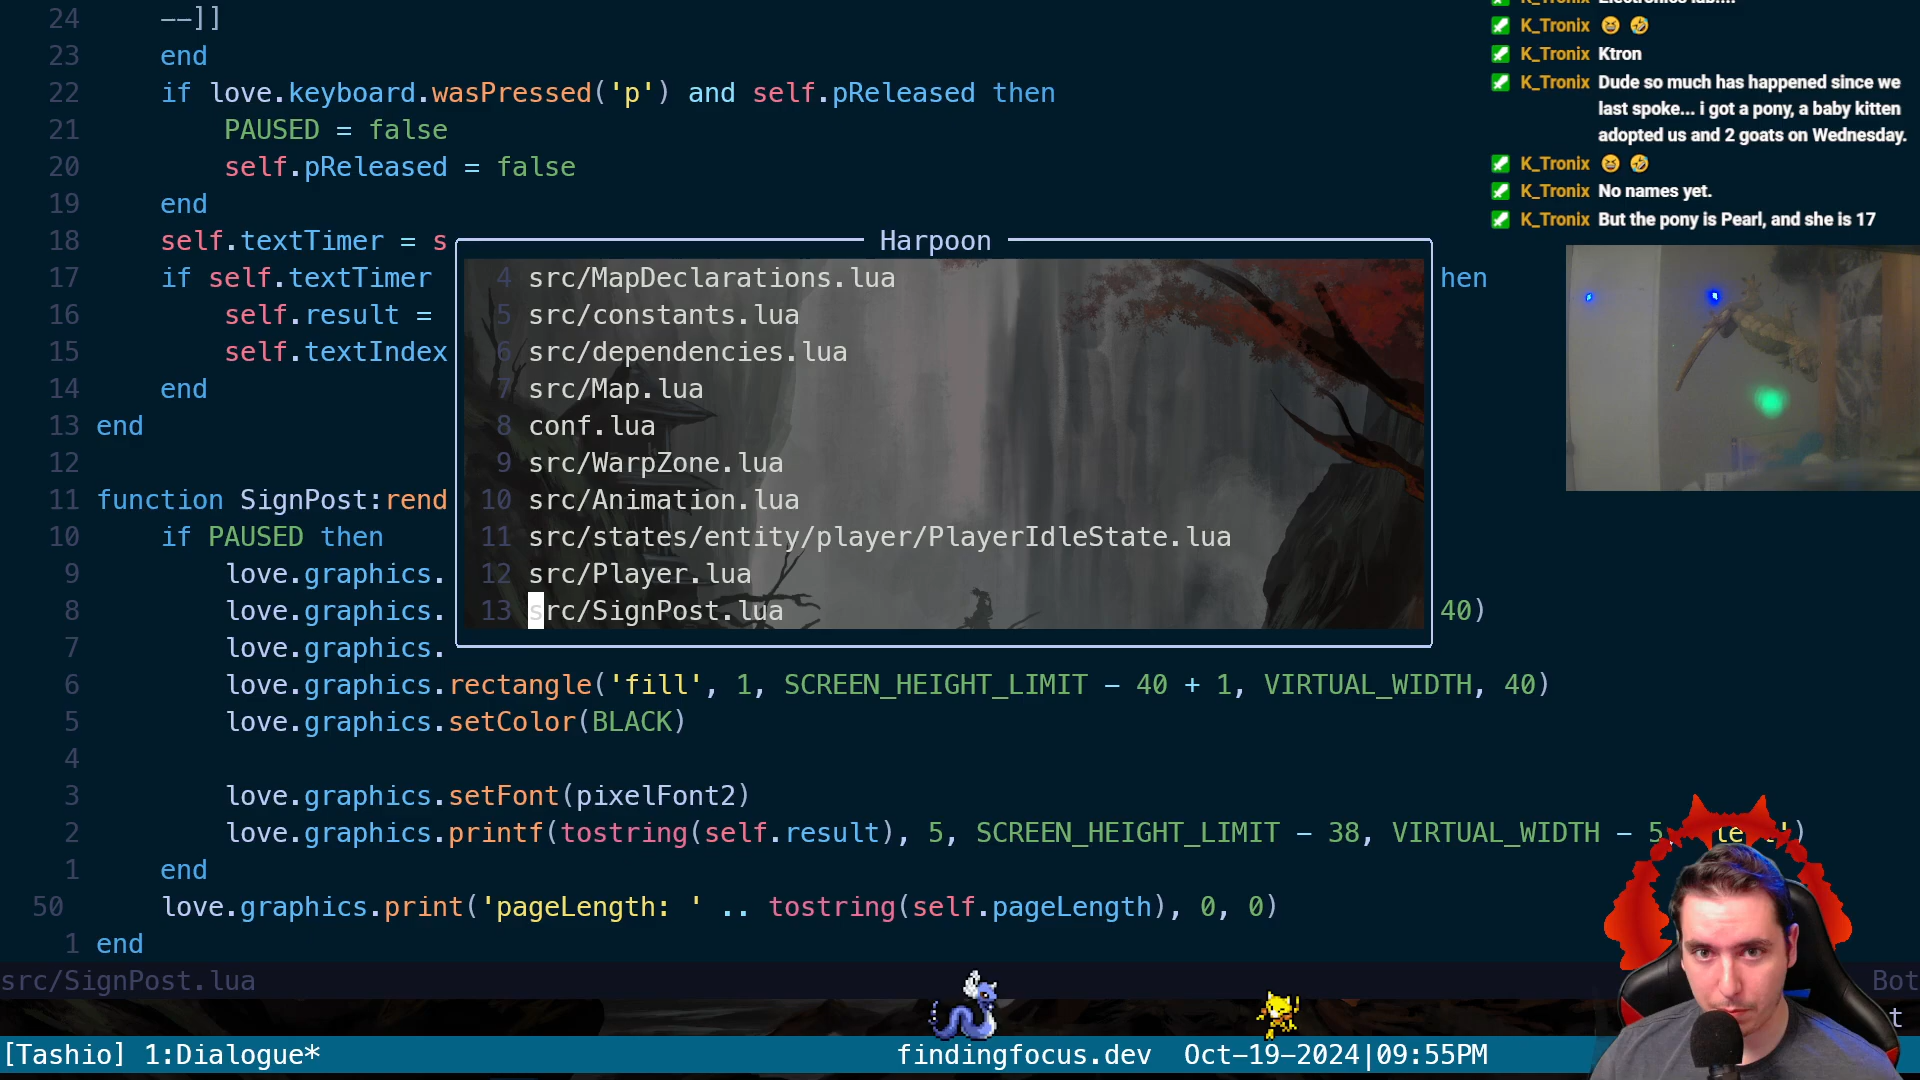 24 --]]
23 end
22 if love.keyboard.wasPressed('p') and self.pReleased then
21 PAUSED = false
20 self.pReleased = false
19 end
18 self.textTimer = s
17 if self.textTimer hen
16 self.result =
15 self.textIndex
14 end
13 end
12
11 function SignPost:rend
10 if PAUSED then
9 love.graphics.
8 love.graphics. 40)
7 love.graphics.
6 love.graphics.rectangle('fill', 1, SCREEN_HEIGHT_LIMIT - 40 + 1, VIRTUAL_WIDTH, 40)
5 love.graphics.setColor(BLACK)
4
3 love.graphics.setFont(pixelFont2)
2 love.graphics.printf(tostring(self.result), 5, SCREEN_HEIGHT_LIMIT - 38, VIRTUAL_WIDTH - 5
1 end
50 love.graphics.print('pageLength: ' .. tostring(self.pageLength), 0, 0)
1 end
src/SignPost.lua Bot
t
[Tashio] 1:Dialogue* findingfocus.dev Oct-19-2024|09:55PM
Harpoon
4 src/MapDeclarations.lua
5 src/constants.lua
6 src/dependencies.lua
7 src/Map.lua
8 conf.lua
9 src/WarpZone.lua
10 src/Animation.lua
11 src/states/entity/player/PlayerIdleState.lua
12 src/Player.lua
13 src/SignPost.lua
K_Tronix 😆 🤣
K_Tronix Ktron
K_Tronix Dude so much has happened since we
last spoke... i got a pony, a baby kitten
adopted us and 2 goats on Wednesday.
K_Tronix 😆 🤣
K_Tronix No names yet.
K_Tronix But the pony is Pearl, and she is 17